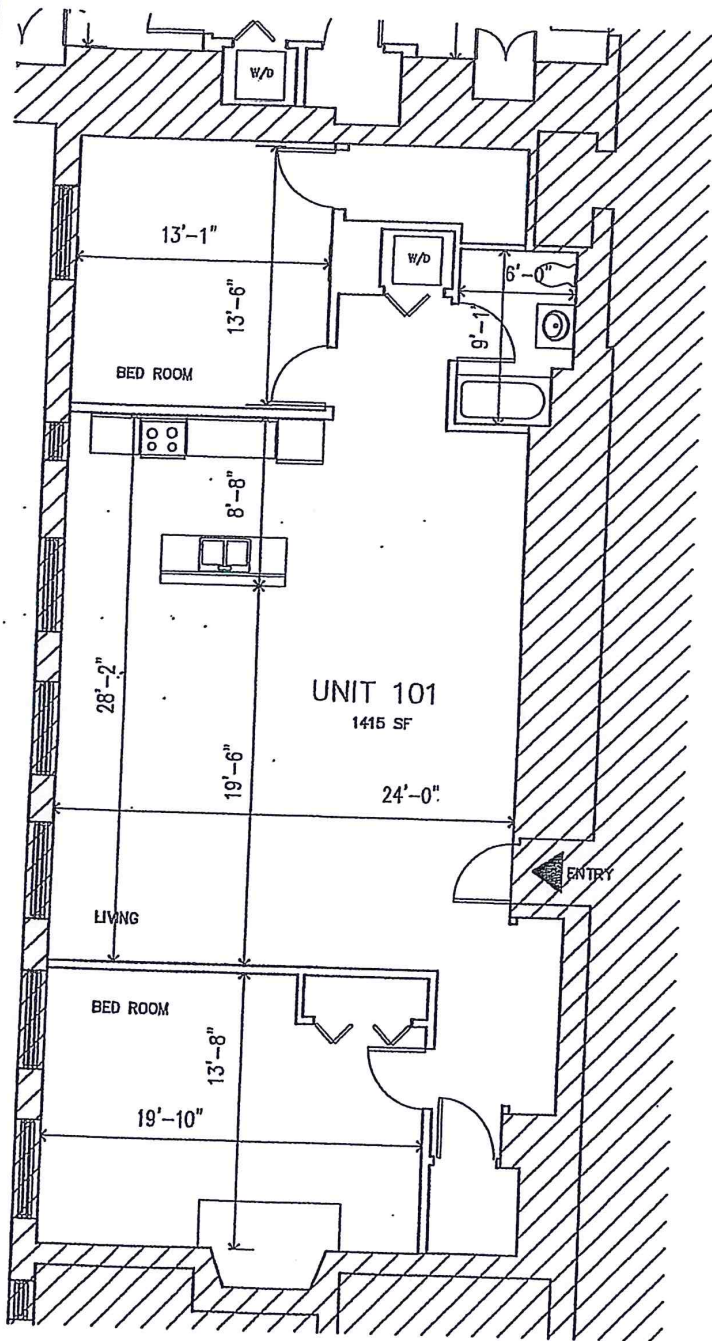 W/D
13'-1"
13'-6"
W/D
6'-0"
9'-1"
BED ROOM
8'-8"
28'-2"
UNIT 101
1415 SF
19'-6"
24'-0"
ENTRY
LIVING
BED ROOM
13'-8"
19'-10"